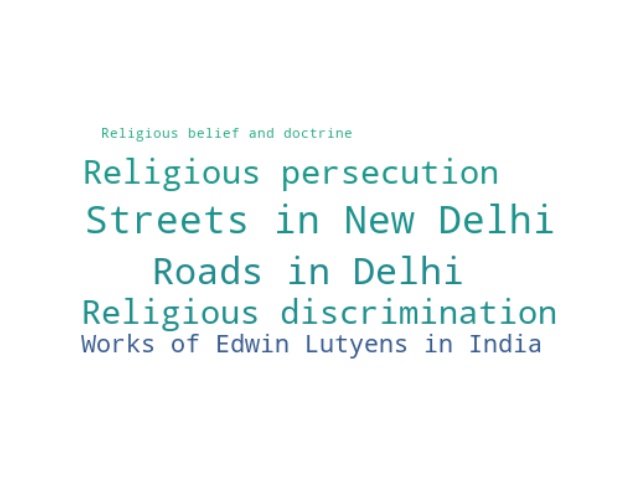 Religious belief and doctrine
Religious persecution
Streets in New Delhi
Roads in Delhi
Religious discrimination
Works of Edwin Lutyens in India